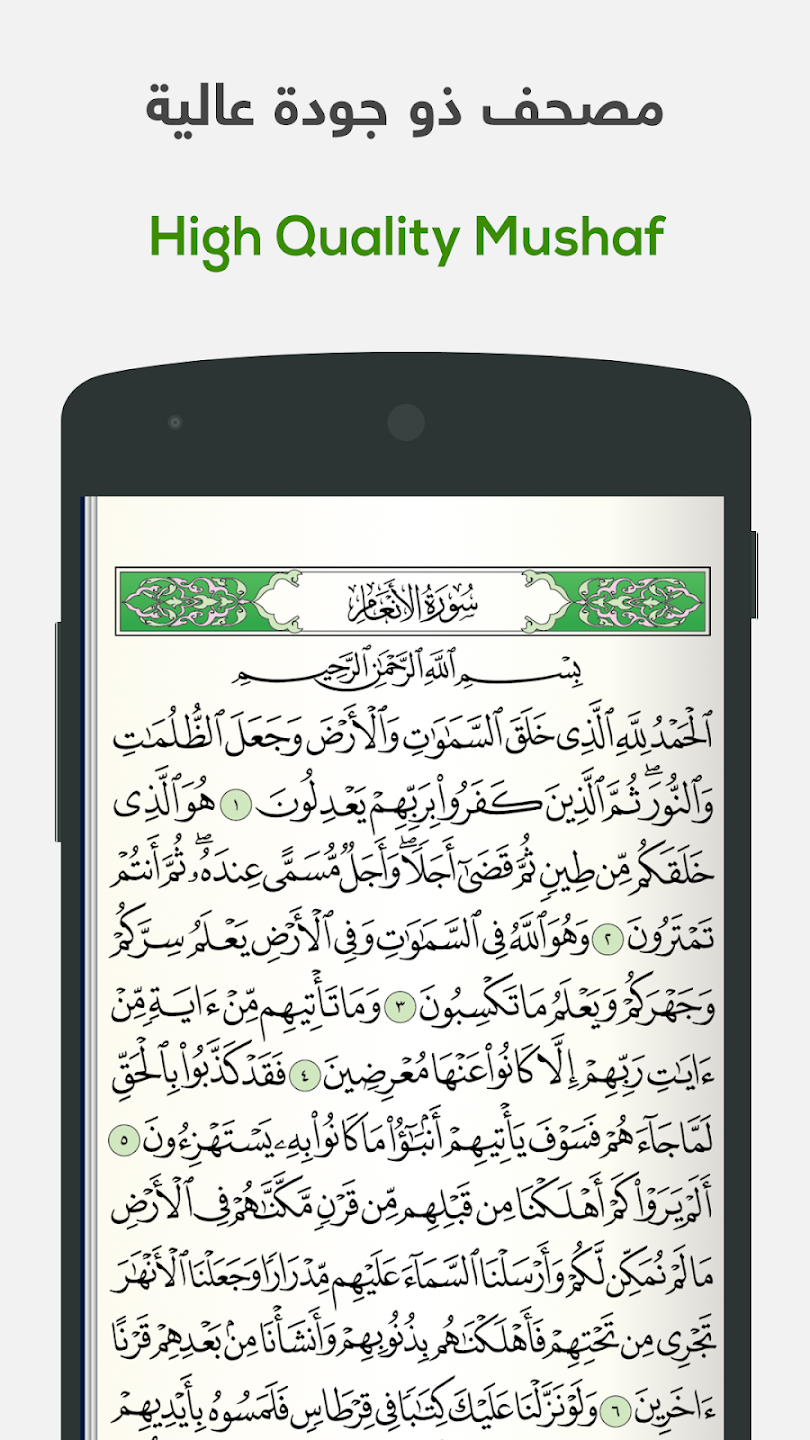 مصحف ذو جودة عالية
High Quality Mushaf
سُورَةُ الأَنْعَامِ
بِسْمِ ٱللَّهِ ٱلرَّحْمَٰنِ ٱلرَّحِيمِ
ٱلْحَمْدُ لِلَّهِ ٱلَّذِى خَلَقَ ٱلسَّمَٰوَٰتِ وَٱلْأَرْضَ وَجَعَلَ ٱلظُّلُمَٰتِ
وَٱلنُّورَ ۖ ثُمَّ ٱلَّذِينَ كَفَرُوا۟ بِرَبِّهِمْ يَعْدِلُونَ ١ هُوَ ٱلَّذِى
خَلَقَكُم مِّن طِينٍ ثُمَّ قَضَىٰٓ أَجَلًا ۖ وَأَجَلٌ مُّسَمًّى عِندَهُۥ ۖ ثُمَّ أَنتُمْ
تَمْتَرُونَ ٢ وَهُوَ ٱللَّهُ فِى ٱلسَّمَٰوَٰتِ وَفِى ٱلْأَرْضِ يَعْلَمُ سِرَّكُمْ
وَجَهْرَكُمْ وَيَعْلَمُ مَا تَكْسِبُونَ ٣ وَمَا تَأْتِيهِم مِّنْ ءَايَةٍ مِّنْ
ءَايَٰتِ رَبِّهِمْ إِلَّا كَانُوا۟ عَنْهَا مُعْرِضِينَ ٤ فَقَدْ كَذَّبُوا۟ بِٱلْحَقِّ
لَمَّا جَآءَهُمْ فَسَوْفَ يَأْتِيهِمْ أَنۢبَٰٓؤُا۟ مَا كَانُوا۟ بِهِۦ يَسْتَهْزِءُونَ ٥
أَلَمْ يَرَوْا۟ كَمْ أَهْلَكْنَا مِن قَبْلِهِم مِّن قَرْنٍ مَّكَّنَّٰهُمْ فِى ٱلْأَرْضِ
مَا لَمْ نُمَكِّن لَّكُمْ وَأَرْسَلْنَا ٱلسَّمَآءَ عَلَيْهِم مِّدْرَارًا وَجَعَلْنَا ٱلْأَنْهَٰرَ
تَجْرِى مِن تَحْتِهِمْ فَأَهْلَكْنَٰهُم بِذُنُوبِهِمْ وَأَنشَأْنَا مِنۢ بَعْدِهِمْ قَرْنًا
ءَاخَرِينَ ٦ وَلَوْ نَزَّلْنَا عَلَيْكَ كِتَٰبًا فِى قِرْطَاسٍ فَلَمَسُوهُ بِأَيْدِيهِمْ